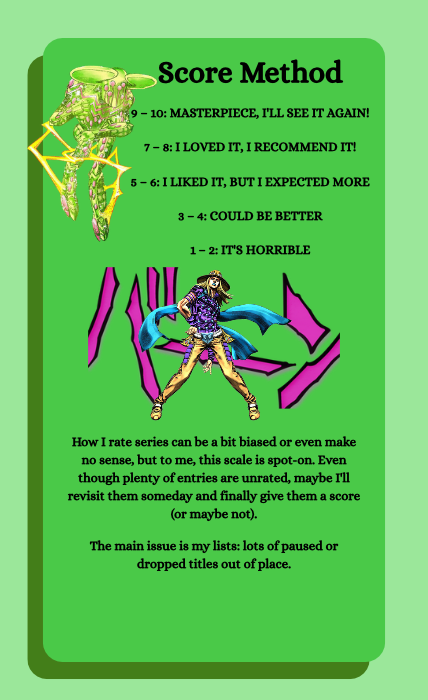 Score Method
9 – 10: MASTERPIECE, I'LL SEE IT AGAIN!
7 – 8: I LOVED IT, I RECOMMEND IT!
5 – 6: I LIKED IT, BUT I EXPECTED MORE
3 – 4: COULD BE BETTER
1 – 2: IT'S HORRIBLE
How I rate series can be a bit biased or even make
no sense, but to me, this scale is spot-on. Even
though plenty of entries are unrated, maybe I'll
revisit them someday and finally give them a score
(or maybe not).
The main issue is my lists: lots of paused or
dropped titles out of place.